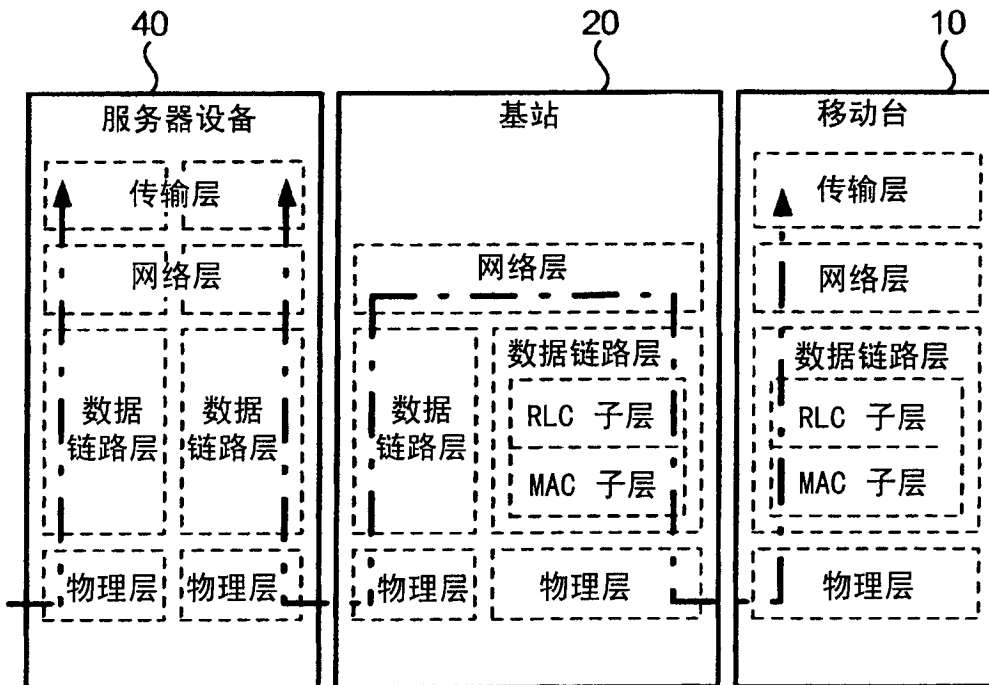 40
20
10
服务器设备
基站
移动台
传输层
网络层
数据
链路层
数据
链路层
物理层
物理层
网络层
数据
链路层
数据链路层
RLC 子层
MAC 子层
物理层
物理层
传输层
网络层
数据链路层
RLC 子层
MAC 子层
物理层